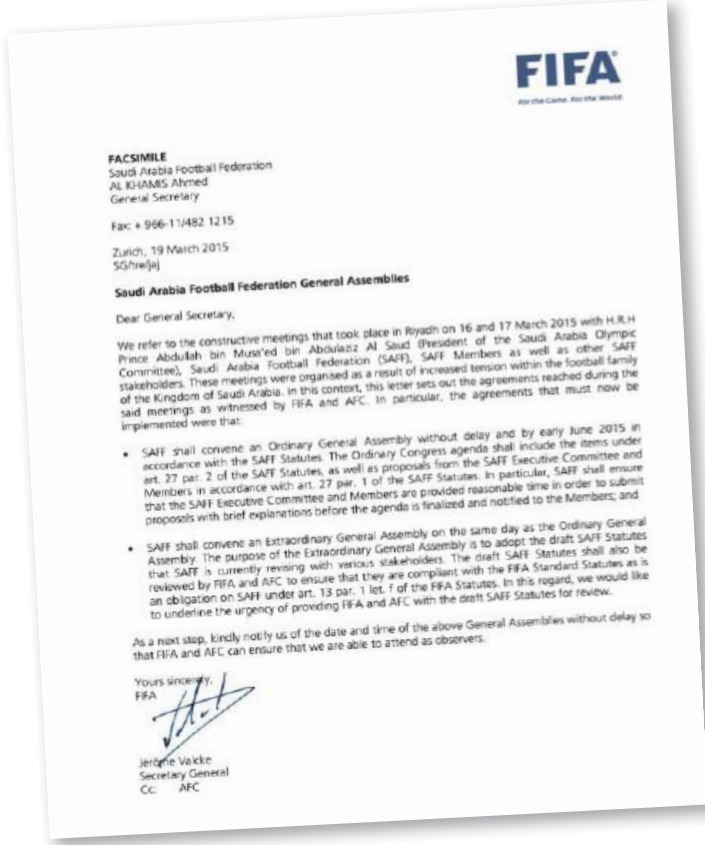 FIFA
For the Game. For the World.
FACSIMILE
Saudi Arabia Football Federation
AL KHAMIS Ahmed
General Secretary
Fax: + 966-11/482 1215
Zurich, 19 March 2015
SG/tre/jaj
Saudi Arabia Football Federation General Assemblies
Dear General Secretary,
We refer to the constructive meetings that took place in Riyadh on 16 and 17 March 2015 with H.R.H
Prince Abdullah bin Musa'ed bin Abdulaziz Al Saud (President of the Saudi Arabia Olympic
Committee), Saudi Arabia Football Federation (SAFF), SAFF Members as well as other SAFF
stakeholders. These meetings were organised as a result of increased tension within the football family
of the Kingdom of Saudi Arabia. In this context, this letter sets out the agreements reached during the
said meetings as witnessed by FIFA and AFC. In particular, the agreements that must now be
implemented were that:
• SAFF shall convene an Ordinary General Assembly without delay and by early June 2015 in
accordance with the SAFF Statutes. The Ordinary Congress agenda shall include the items under
art. 27 par. 2 of the SAFF Statutes, as well as proposals from the SAFF Executive Committee and
Members in accordance with art. 27 par. 1 of the SAFF Statutes. In particular, SAFF shall ensure
that the SAFF Executive Committee and Members are provided reasonable time in order to submit
proposals with brief explanations before the agenda is finalized and notified to the Members; and
• SAFF shall convene an Extraordinary General Assembly on the same day as the Ordinary General
Assembly. The purpose of the Extraordinary General Assembly is to adopt the draft SAFF Statutes
that SAFF is currently revising with various stakeholders. The draft SAFF Statutes shall also be
reviewed by FIFA and AFC to ensure that they are compliant with the FIFA Standard Statutes as is
an obligation on SAFF under art. 13 par. 1 let. f of the FIFA Statutes. In this regard, we would like
to underline the urgency of providing FIFA and AFC with the draft SAFF Statutes for review.
As a next step, kindly notify us of the date and time of the above General Assemblies without delay so
that FIFA and AFC can ensure that we are able to attend as observers.
Yours sincerely,
FIFA
Jérôme Valcke
Secretary General
Cc: AFC